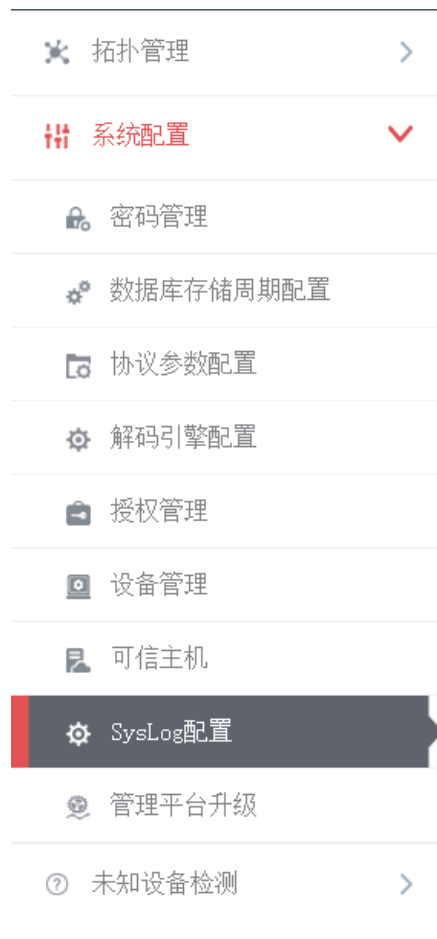 拓扑管理
系统配置
密码管理
数据库存储周期配置
协议参数配置
解码引擎配置
授权管理
设备管理
可信主机
SysLog配置
管理平台升级
未知设备检测